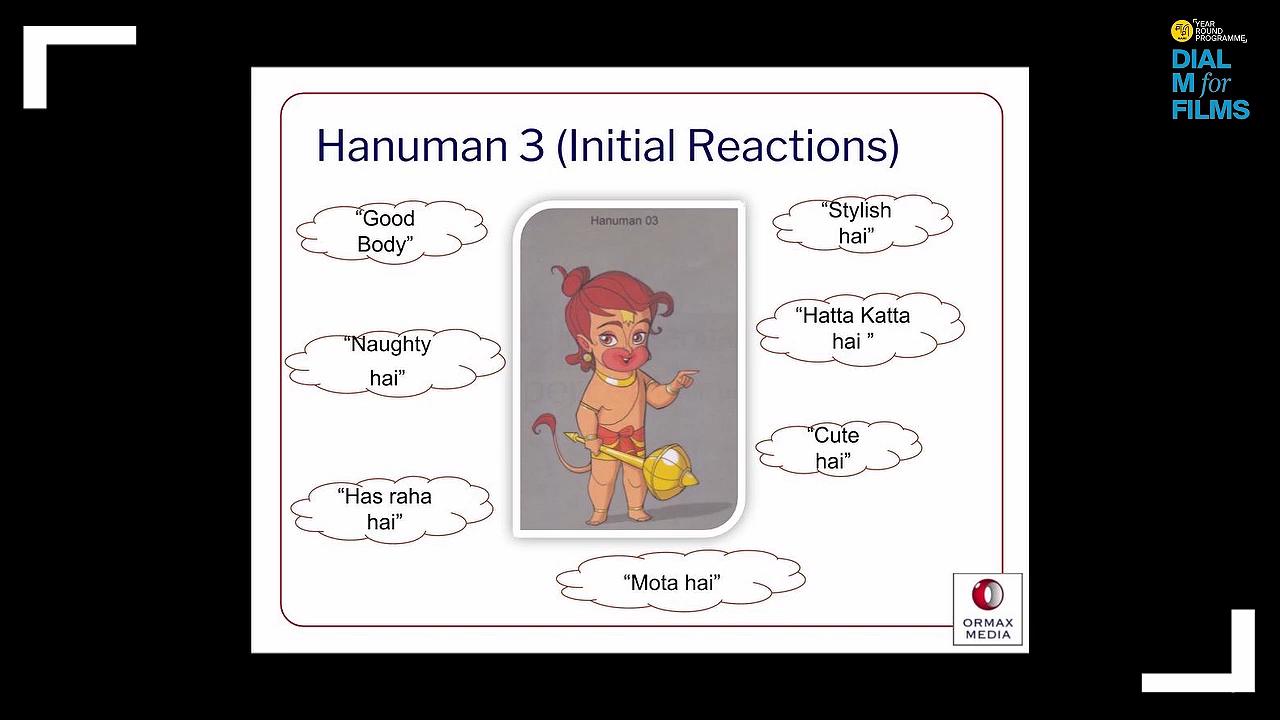 YEAR
ROUND
PROGRAMME
DIAL
M for
FILMS
Hanuman 3 (Initial Reactions)
“Good
Body”
Hanuman 03
“Stylish
hai”
“Naughty
hai”
“Hatta Katta
hai ”
“Cute
hai”
“Has raha
hai”
“Mota hai”
ORMAX
MEDIA